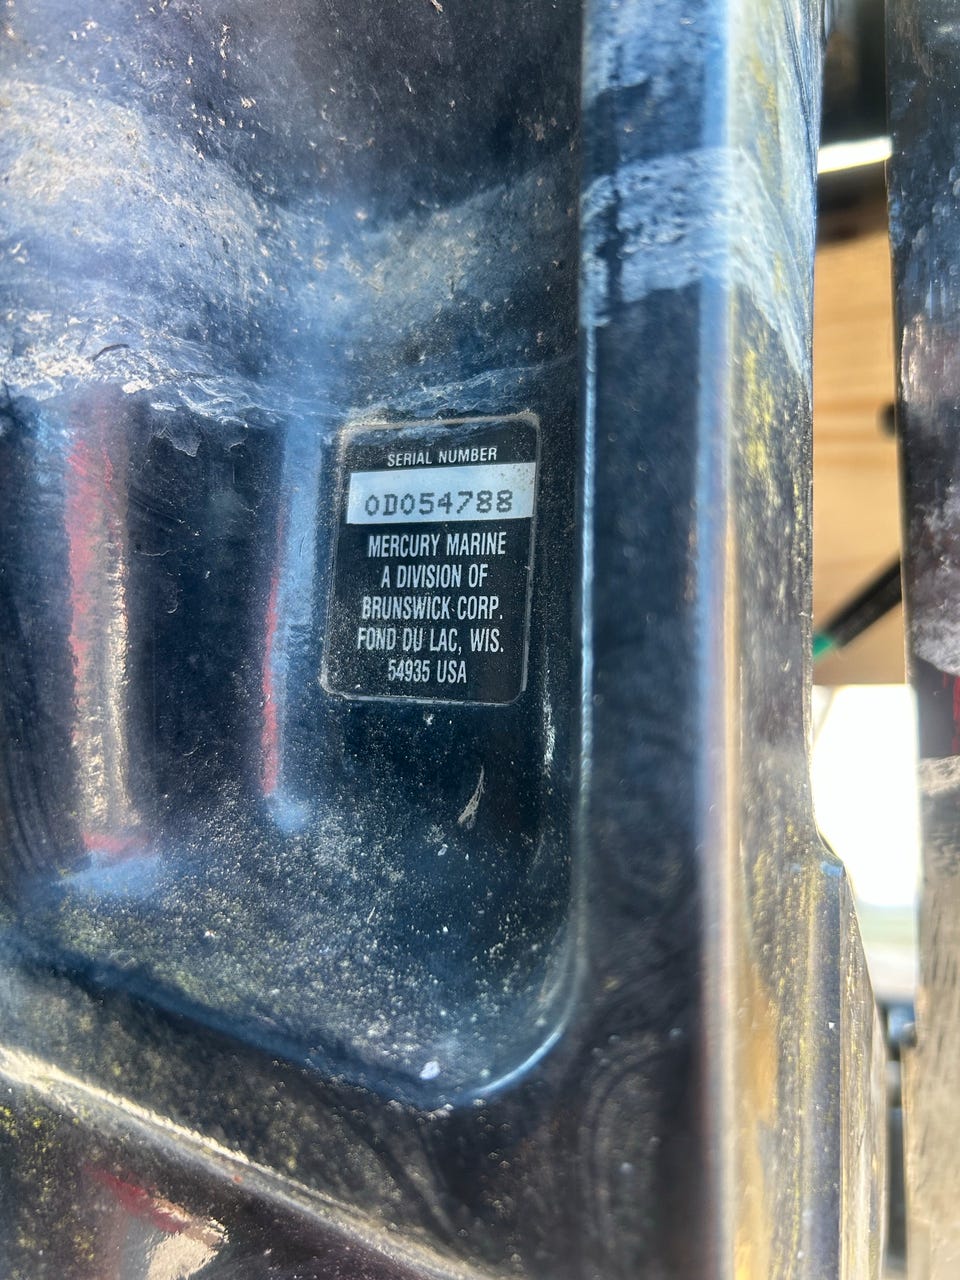 SERIAL NUMBER
0D054788
MERCURY MARINE
A DIVISION OF
BRUNSWICK CORP.
FOND DU LAC, WIS.
54935 USA